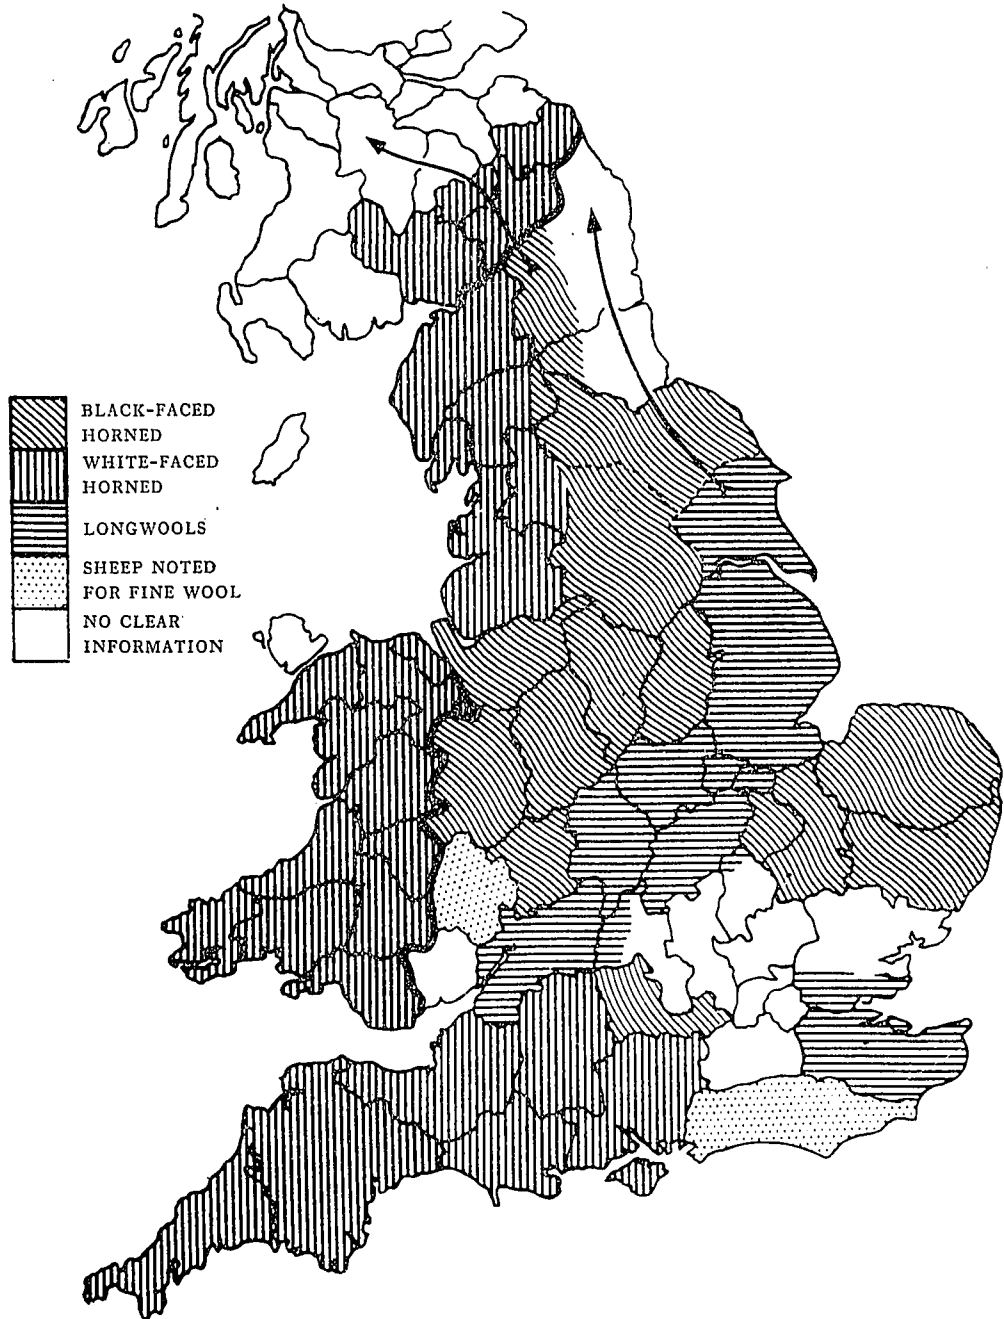 BLACK-FACED
HORNED
WHITE-FACED
HORNED
LONGWOOLS
SHEEP NOTED
FOR FINE WOOL
NO CLEAR
INFORMATION